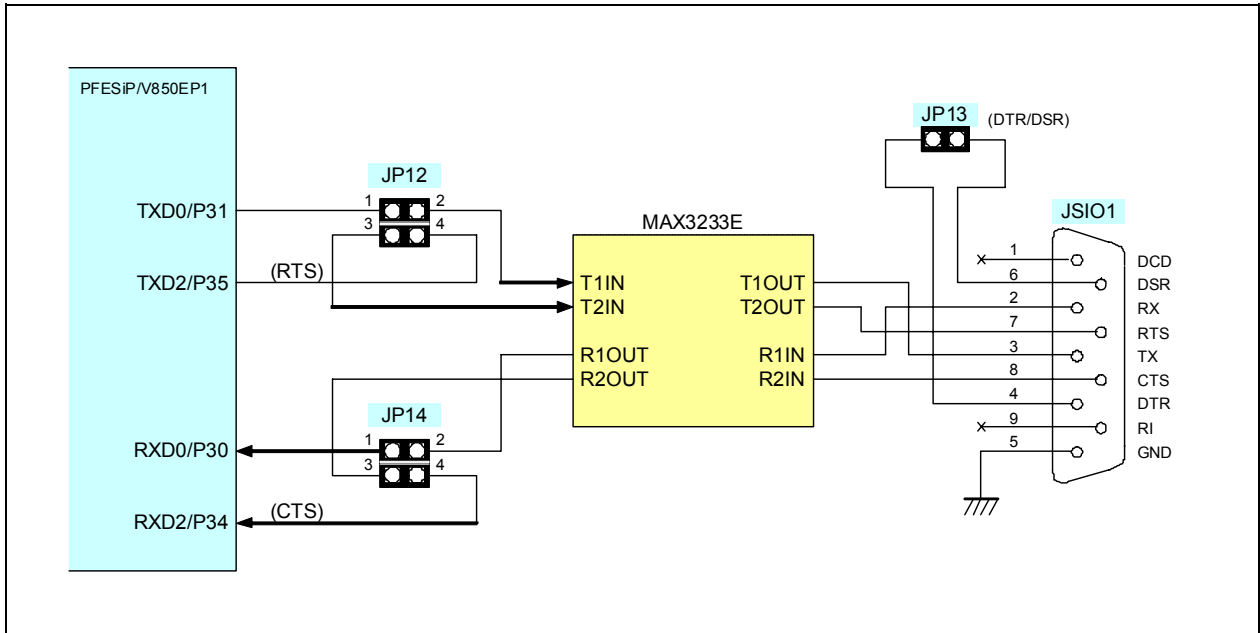 PFESiP/V850EP1
TXD0/P31
TXD2/P35
(RTS)
RXD0/P30
RXD2/P34
(CTS)
JP12
1
2
3
4
JP14
1
2
3
4
MAX3233E
T1IN
T2IN
R1OUT
R2OUT
T1OUT
T2OUT
R1IN
R2IN
JP13
(DTR/DSR)
JSIO1
1 DCD
6 DSR
2 RX
7 RTS
3 TX
8 CTS
4 DTR
9 RI
5 GND